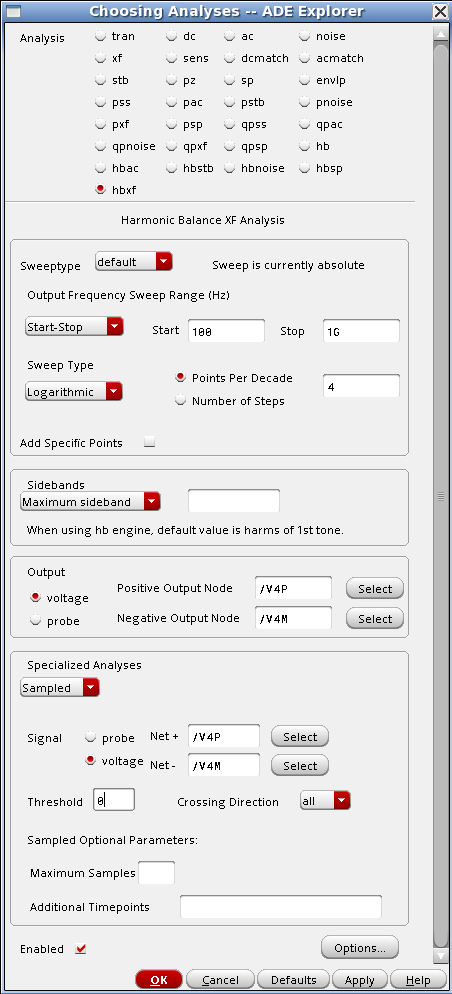 Choosing Analyses -- ADE Explorer
Analysis tran dc ac noise
xf sens dcmatch acmatch
stb pz sp envlp
pss pac pstb pnoise
pxf psp qpss qpac
qpnoise qpxf qpsp hb
hbac hbstb hbnoise hbsp
hbxf
Harmonic Balance XF Analysis
Sweeptype default Sweep is currently absolute
Output Frequency Sweep Range (Hz)
Start-Stop Start 100 Stop 1G
Sweep Type
Logarithmic Points Per Decade 4
Number of Steps
Add Specific Points
Sidebands
Maximum sideband
When using hb engine, default value is harms of 1st tone.
Output
voltage Positive Output Node /V4P Select
probe Negative Output Node /V4M Select
Specialized Analyses
Sampled
Signal probe Net + /V4P Select
voltage Net - /V4M Select
Threshold 0 Crossing Direction all
Sampled Optional Parameters:
Maximum Samples
Additional Timepoints
Enabled Options...
OK Cancel Defaults Apply Help